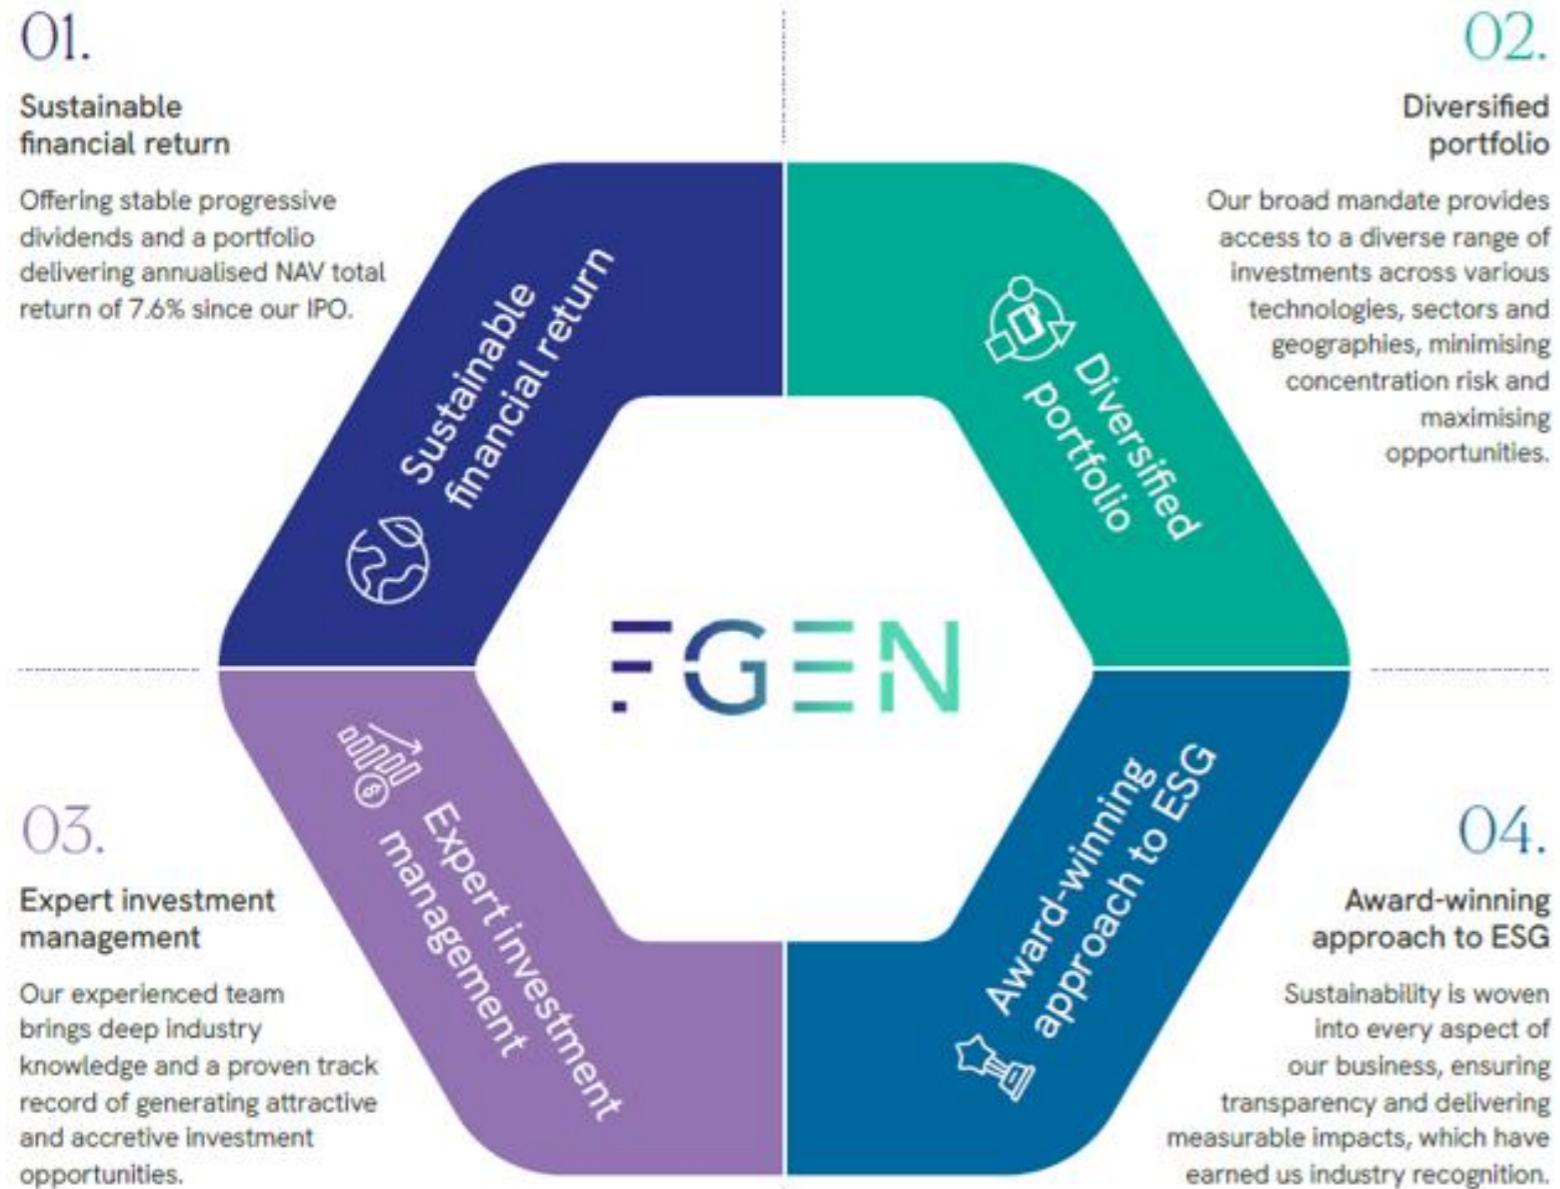 01.
Sustainable
financial return
Offering stable progressive
dividends and a portfolio
delivering annualised NAV total
return of 7.6% since our IPO.
02.
Diversified
portfolio
Our broad mandate provides
access to a diverse range of
investments across various
technologies, sectors and
geographies, minimising
concentration risk and
maximising
opportunities.
Sustainable
financial return
Diversified
portfolio
FGEN
Expert investment
management
Award-winning
approach to ESG
03.
Expert investment
management
Our experienced team
brings deep industry
knowledge and a proven track
record of generating attractive
and accretive investment
opportunities.
04.
Award-winning
approach to ESG
Sustainability is woven
into every aspect of
our business, ensuring
transparency and delivering
measurable impacts, which have
earned us industry recognition.